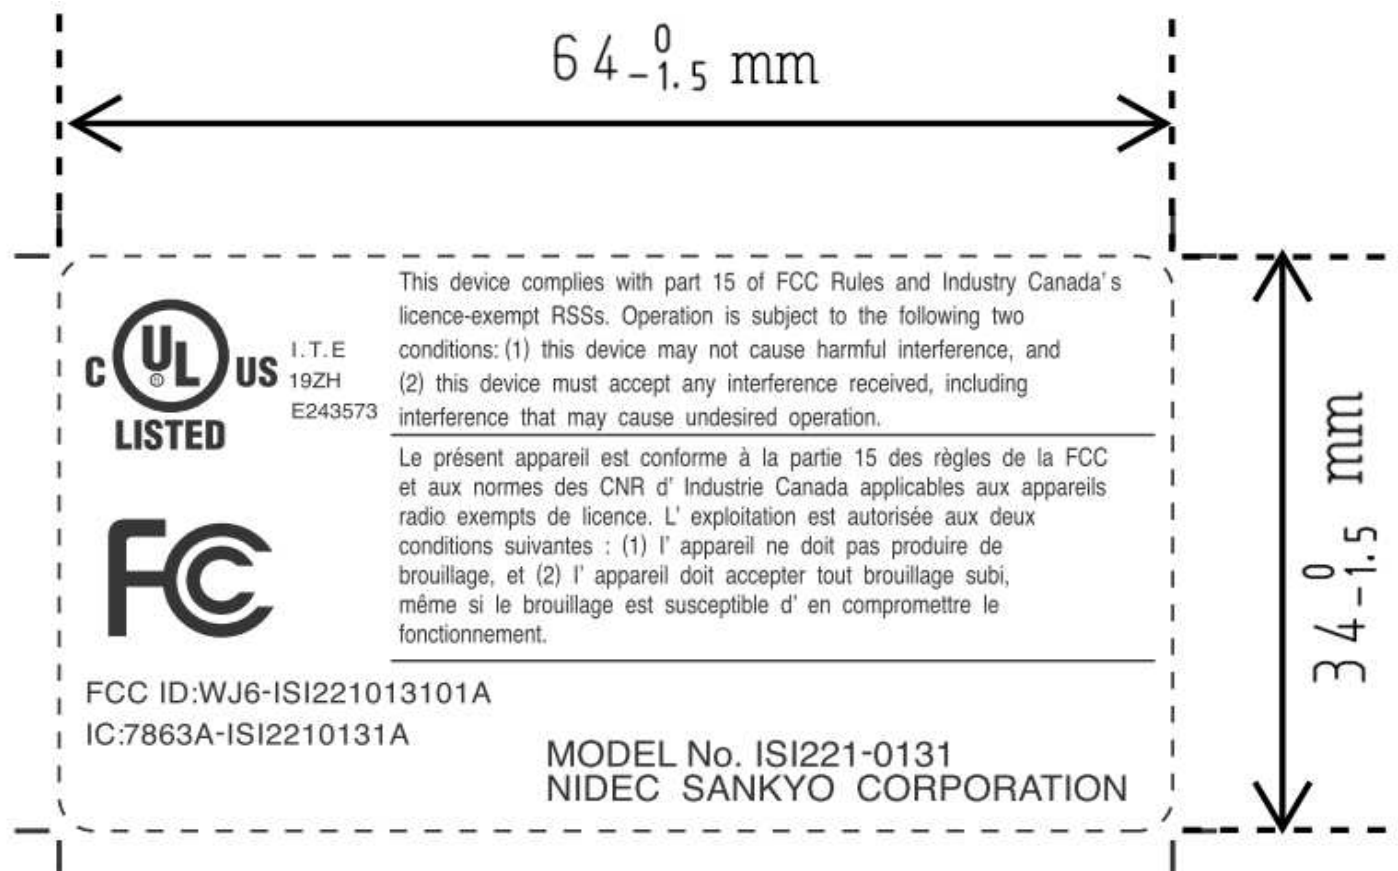 64 0 -1.5 mm
This device complies with part 15 of FCC Rules and Industry Canada's
licence-exempt RSSs. Operation is subject to the following two
conditions: (1) this device may not cause harmful interference, and
(2) this device must accept any interference received, including
interference that may cause undesired operation.
C UL US
LISTED
I.T.E
19ZH
E243573
Le présent appareil est conforme à la partie 15 des règles de la FCC
et aux normes des CNR d' Industrie Canada applicables aux appareils
radio exempts de licence. L' exploitation est autorisée aux deux
conditions suivantes : (1) l' appareil ne doit pas produire de
brouillage, et (2) l' appareil doit accepter tout brouillage subi,
même si le brouillage est susceptible d' en compromettre le
fonctionnement.
FC
FCC ID:WJ6-ISI221013101A
IC:7863A-ISI2210131A
MODEL No. ISI221-0131
NIDEC SANKYO CORPORATION
34 0 -1.5 mm